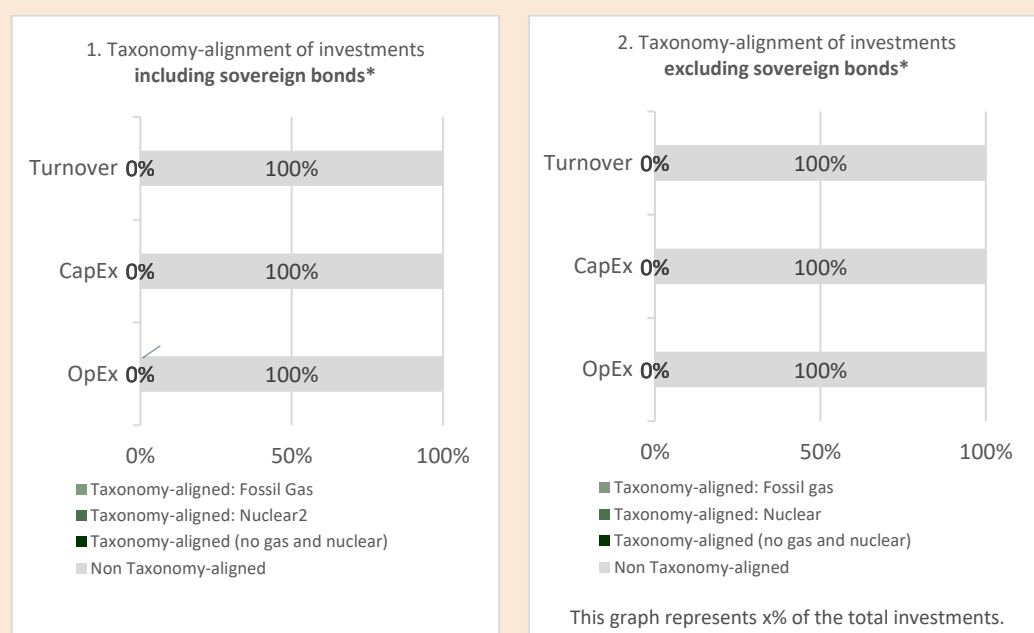 1. Taxonomy-alignment of investments
including sovereign bonds*
Turnover 0% 100%
CapEx 0% 100%
OpEx 0% 100%
0% 50% 100%
Taxonomy-aligned: Fossil Gas
Taxonomy-aligned: Nuclear2
Taxonomy-aligned (no gas and nuclear)
Non Taxonomy-aligned
2. Taxonomy-alignment of investments
excluding sovereign bonds*
Turnover 0% 100%
CapEx 0% 100%
OpEx 0% 100%
0% 50% 100%
Taxonomy-aligned: Fossil gas
Taxonomy-aligned: Nuclear
Taxonomy-aligned (no gas and nuclear)
Non Taxonomy-aligned
This graph represents x% of the total investments.